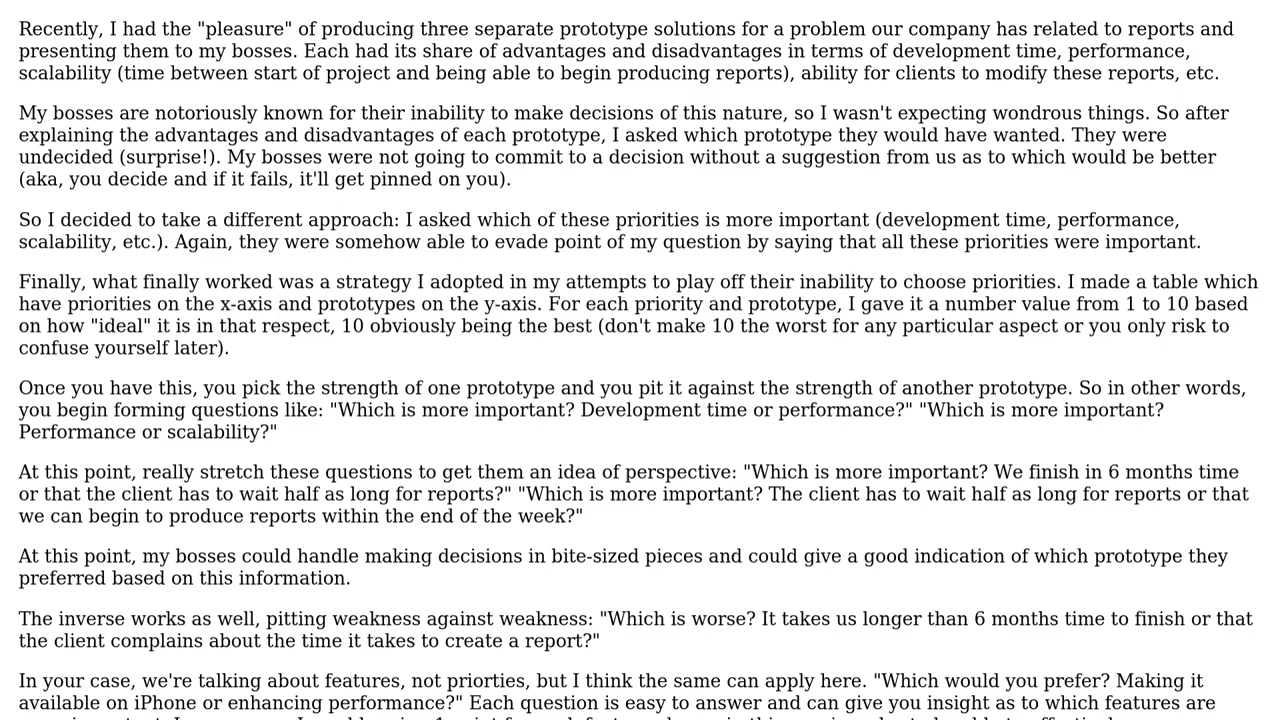 Recently, I had the "pleasure" of producing three separate prototype solutions for a problem our company has related to reports and
presenting them to my bosses. Each had its share of advantages and disadvantages in terms of development time, performance,
scalability (time between start of project and being able to begin producing reports), ability for clients to modify these reports, etc.
My bosses are notoriously known for their inability to make decisions of this nature, so I wasn't expecting wondrous things. So after
explaining the advantages and disadvantages of each prototype, I asked which prototype they would have wanted. They were
undecided (surprise!). My bosses were not going to commit to a decision without a suggestion from us as to which would be better
(aka, you decide and if it fails, it'll get pinned on you).
So I decided to take a different approach: I asked which of these priorities is more important (development time, performance,
scalability, etc.). Again, they were somehow able to evade point of my question by saying that all these priorities were important.
Finally, what finally worked was a strategy I adopted in my attempts to play off their inability to choose priorities. I made a table which
have priorities on the x-axis and prototypes on the y-axis. For each priority and prototype, I gave it a number value from 1 to 10 based
on how "ideal" it is in that respect, 10 obviously being the best (don't make 10 the worst for any particular aspect or you only risk to
confuse yourself later).
Once you have this, you pick the strength of one prototype and you pit it against the strength of another prototype. So in other words,
you begin forming questions like: "Which is more important? Development time or performance?" "Which is more important?
Performance or scalability?"
At this point, really stretch these questions to get them an idea of perspective: "Which is more important? We finish in 6 months time
or that the client has to wait half as long for reports?" "Which is more important? The client has to wait half as long for reports or that
we can begin to produce reports within the end of the week?"
At this point, my bosses could handle making decisions in bite-sized pieces and could give a good indication of which prototype they
preferred based on this information.
The inverse works as well, pitting weakness against weakness: "Which is worse? It takes us longer than 6 months time to finish or that
the client complains about the time it takes to create a report?"
In your case, we're talking about features, not priorties, but I think the same can apply here. "Which would you prefer? Making it
available on iPhone or enhancing performance?" Each question is easy to answer and can give you insight as to which features are